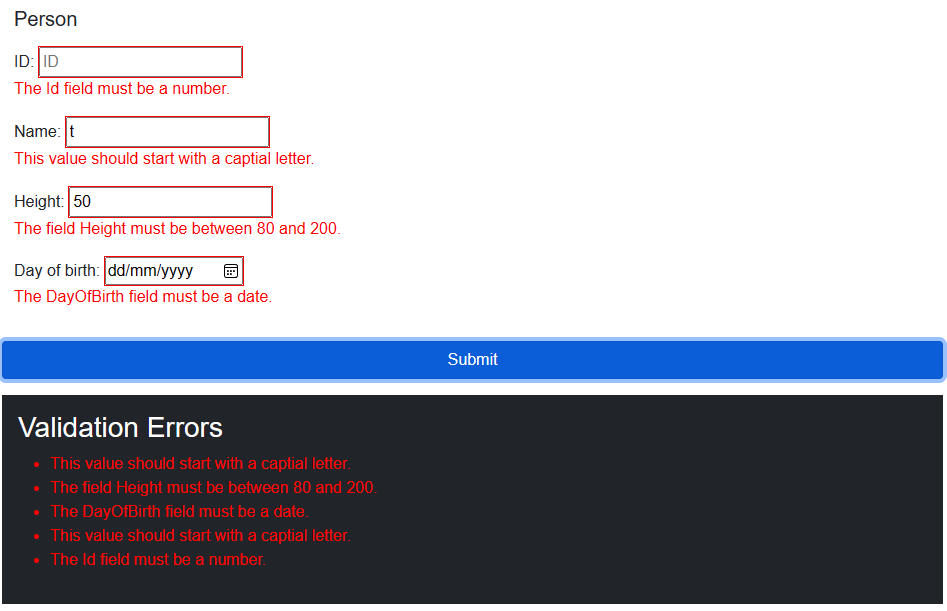 Person
ID: ID
The Id field must be a number.
Name: t
This value should start with a captial letter.
Height: 50
The field Height must be between 80 and 200.
Day of birth: dd/mm/yyyy
The DayOfBirth field must be a date.
Submit
Validation Errors
This value should start with a captial letter.
The field Height must be between 80 and 200.
The DayOfBirth field must be a date.
This value should start with a captial letter.
The Id field must be a number.